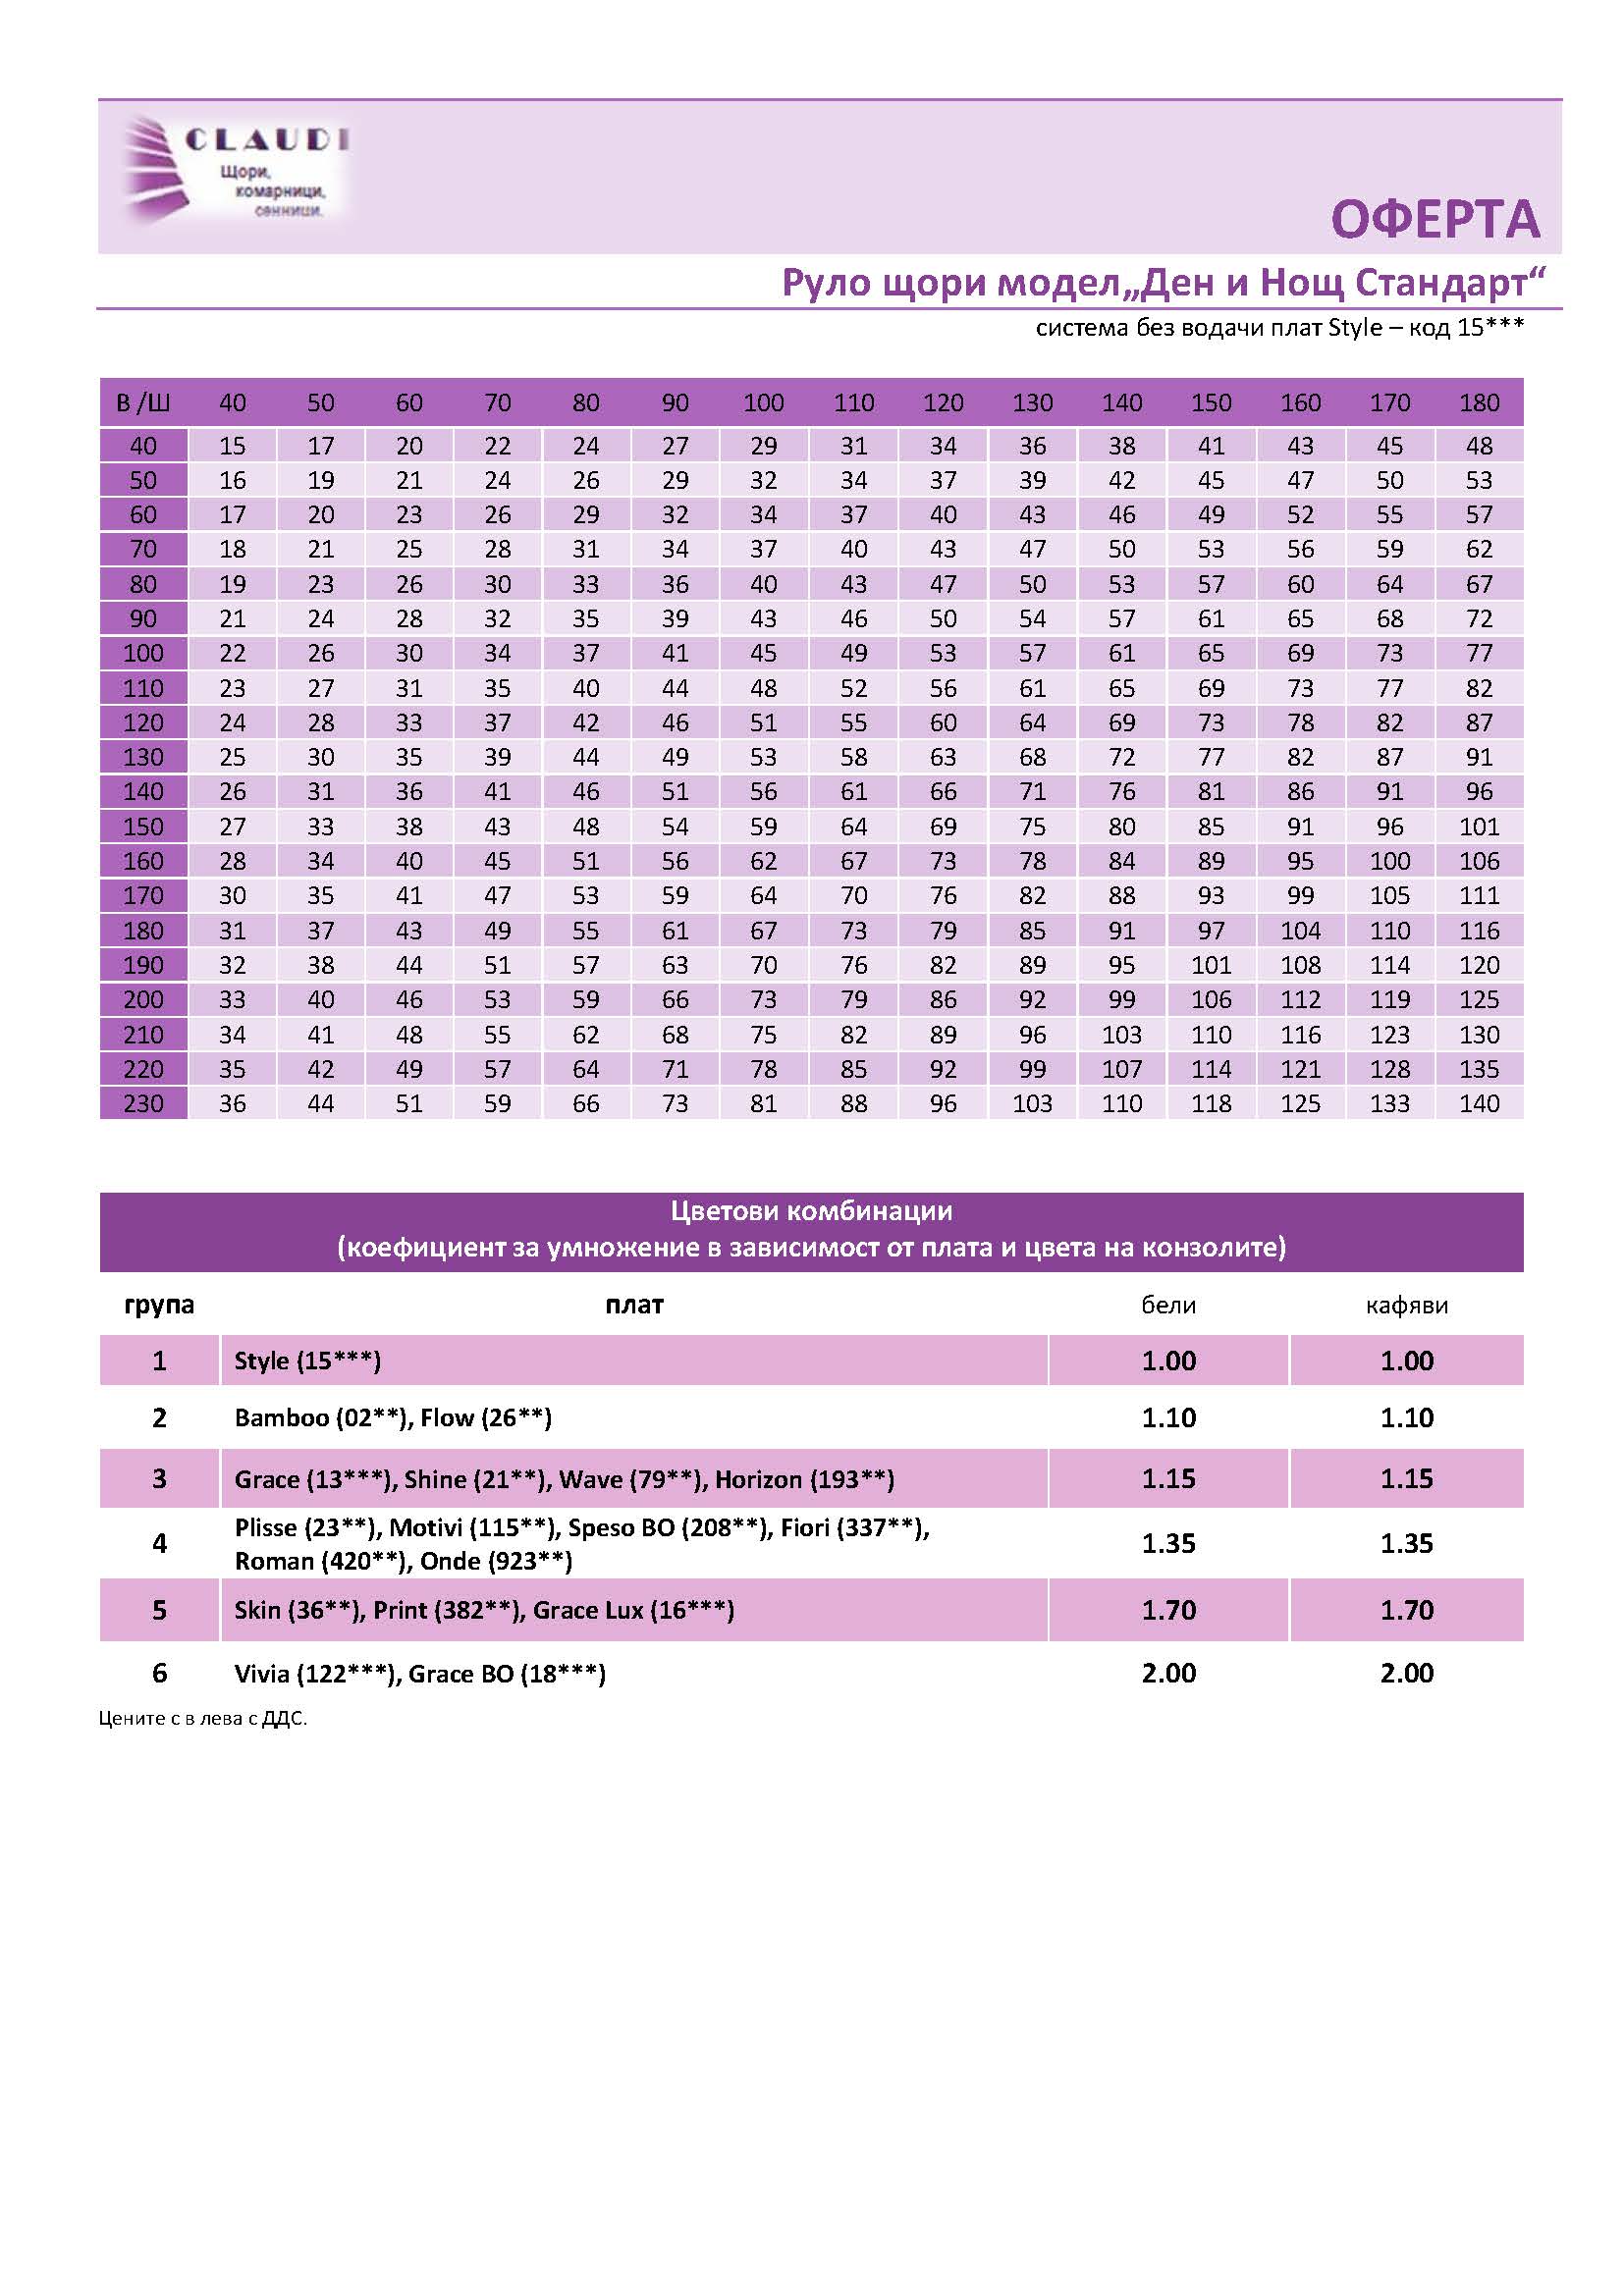 CLAUDI
Щори,
комарници,
сенници.
ОФЕРТА
Руло щори модел„Ден и Нощ Стандарт“
система без водачи плат Style – код 15***
В /Ш 40 50 60 70 80 90 100 110 120 130 140 150 160 170 180
40 15 17 20 22 24 27 29 31 34 36 38 41 43 45 48
50 16 19 21 24 26 29 32 34 37 39 42 45 47 50 53
60 17 20 23 26 29 32 34 37 40 43 46 49 52 55 57
70 18 21 25 28 31 34 37 40 43 47 50 53 56 59 62
80 19 23 26 30 33 36 40 43 47 50 53 57 60 64 67
90 21 24 28 32 35 39 43 46 50 54 57 61 65 68 72
100 22 26 30 34 37 41 45 49 53 57 61 65 69 73 77
110 23 27 31 35 40 44 48 52 56 61 65 69 73 77 82
120 24 28 33 37 42 46 51 55 60 64 69 73 78 82 87
130 25 30 35 39 44 49 53 58 63 68 72 77 82 87 91
140 26 31 36 41 46 51 56 61 66 71 76 81 86 91 96
150 27 33 38 43 48 54 59 64 69 75 80 85 91 96 101
160 28 34 40 45 51 56 62 67 73 78 84 89 95 100 106
170 30 35 41 47 53 59 64 70 76 82 88 93 99 105 111
180 31 37 43 49 55 61 67 73 79 85 91 97 104 110 116
190 32 38 44 51 57 63 70 76 82 89 95 101 108 114 120
200 33 40 46 53 59 66 73 79 86 92 99 106 112 119 125
210 34 41 48 55 62 68 75 82 89 96 103 110 116 123 130
220 35 42 49 57 64 71 78 85 92 99 107 114 121 128 135
230 36 44 51 59 66 73 81 88 96 103 110 118 125 133 140
Цветови комбинации
(коефициент за умножение в зависимост от плата и цвета на конзолите)
група плат бели кафяви
1 Style (15***) 1.00 1.00
2 Bamboo (02**), Flow (26**) 1.10 1.10
3 Grace (13***), Shine (21**), Wave (79**), Horizon (193**) 1.15 1.15
4 Plisse (23**), Motivi (115**), Speso BO (208**), Fiori (337**),
Roman (420**), Onde (923**) 1.35 1.35
5 Skin (36**), Print (382**), Grace Lux (16***) 1.70 1.70
6 Vivia (122***), Grace BO (18***) 2.00 2.00
Цените с в лева с ДДС.